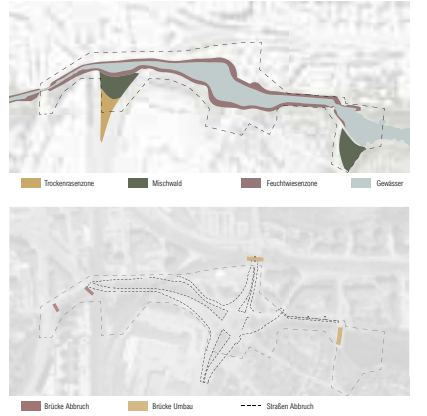 Trockenrasenzone Mischwald Feuchtwiesenzone Gewässer
Brücke Abbruch Brücke Umbau Straßen Abbruch